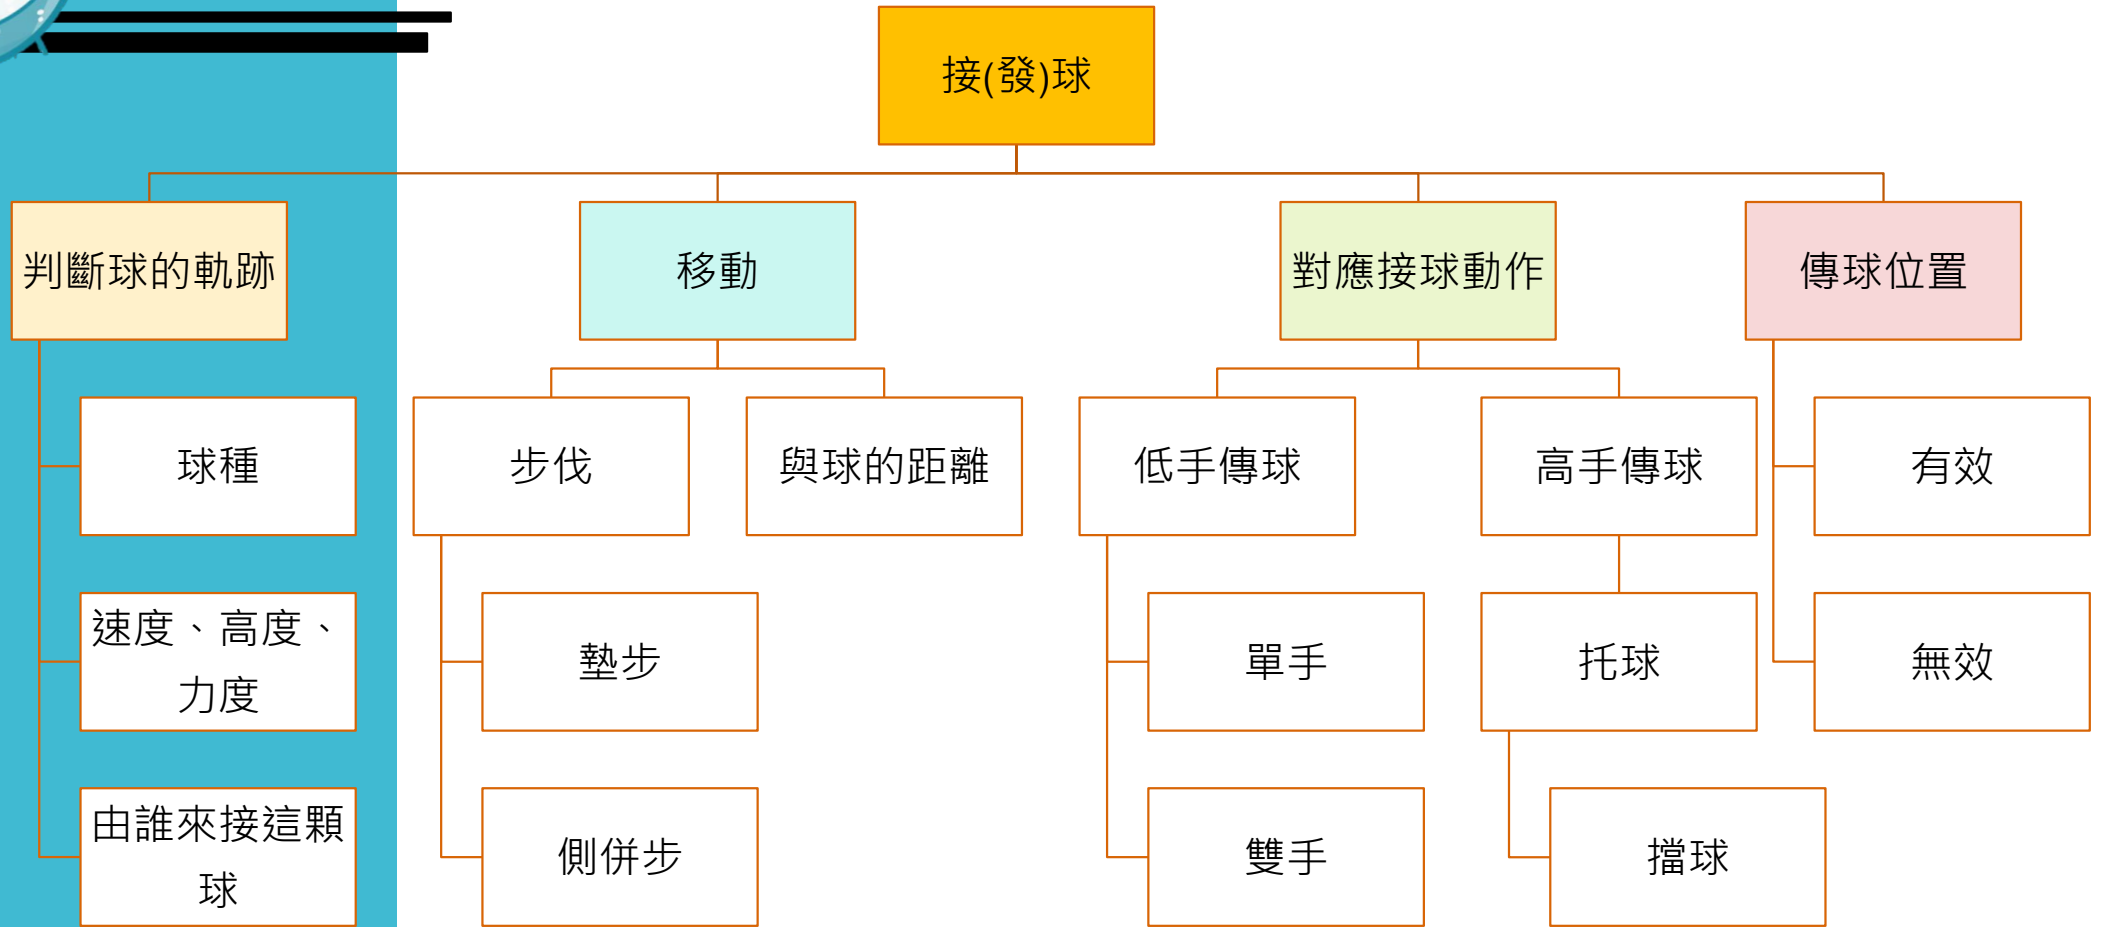 接(發)球
判斷球的軌跡
移動
對應接球動作
傳球位置
球種
步伐
與球的距離
低手傳球
高手傳球
有效
速度、高度、
力度
墊步
單手
托球
無效
由誰來接這顆
球
側併步
雙手
擋球